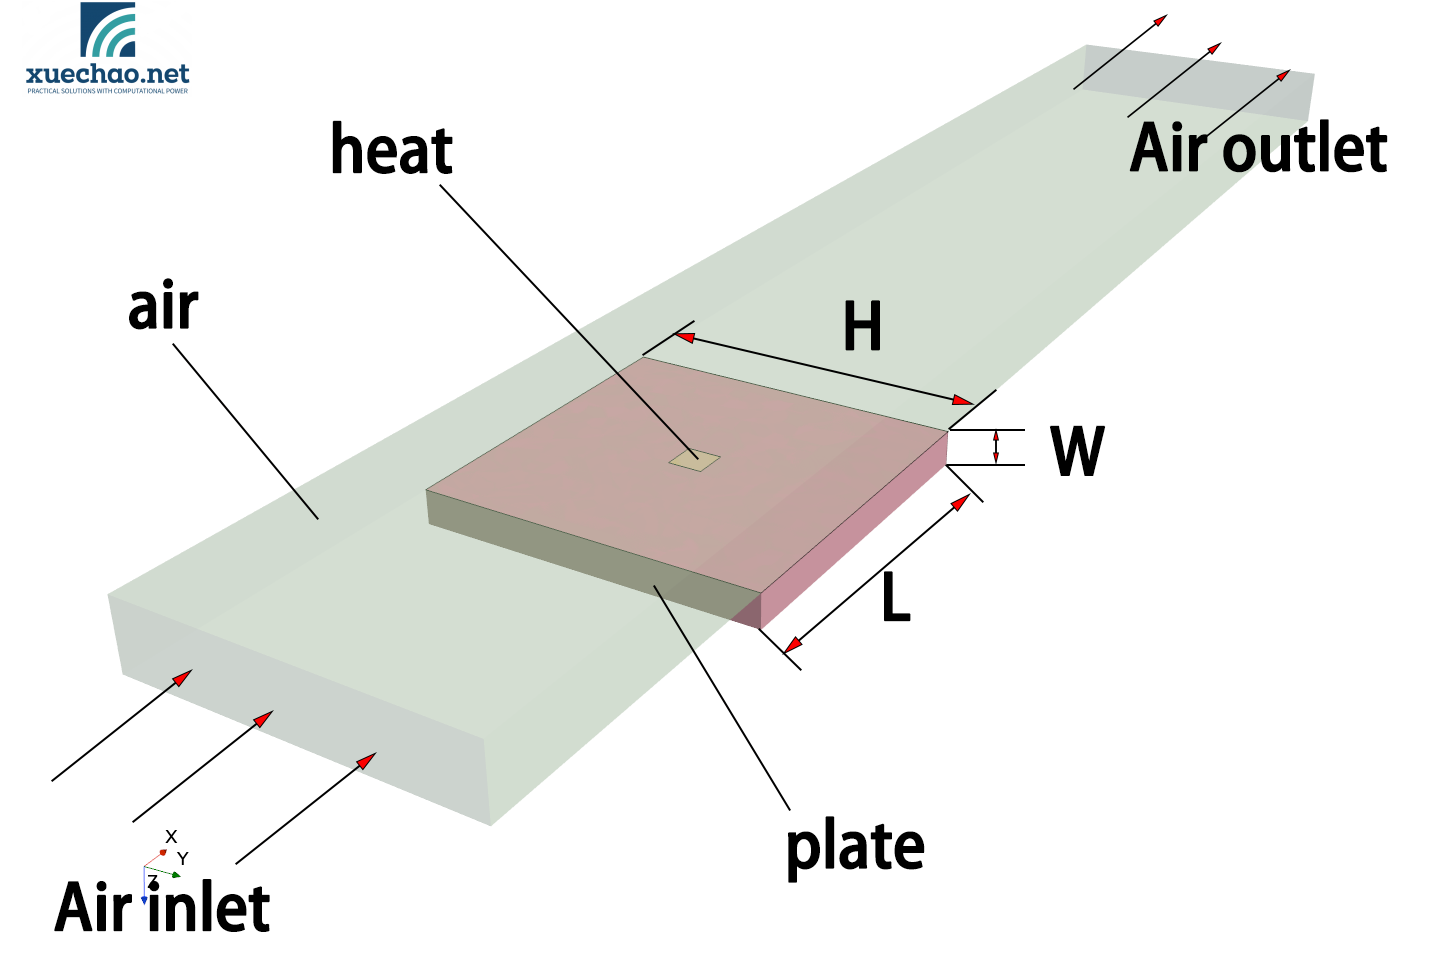 xuechao.net
PRACTICAL SOLUTIONS WITH COMPUTATIONAL POWER
heat
Air outlet
air
H
W
L
plate
X
Y
Z
Air inlet